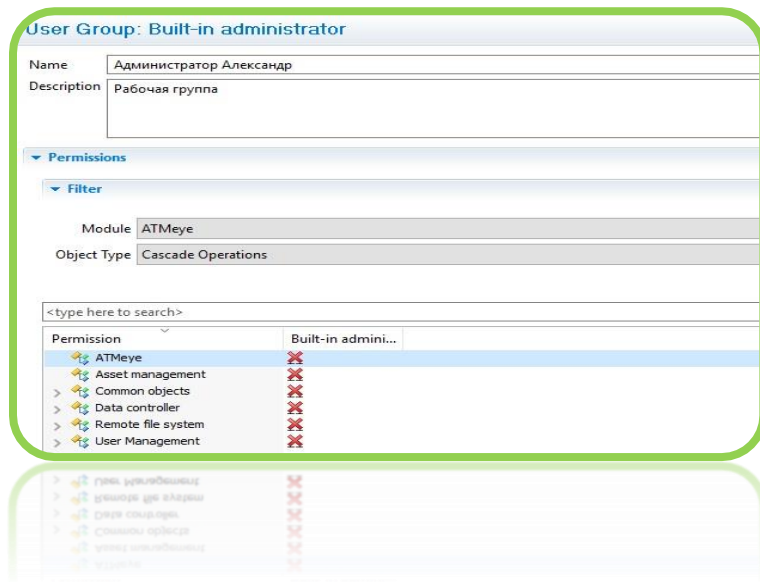 User Group: Built-in administrator
Name Администратор Александр
Description Рабочая группа
Permissions
Filter
Module ATMeye
Object Type Cascade Operations
<type here to search>
Permission Built-in admini...
ATMeye
Asset management
Common objects
Data controller
Remote file system
User Management